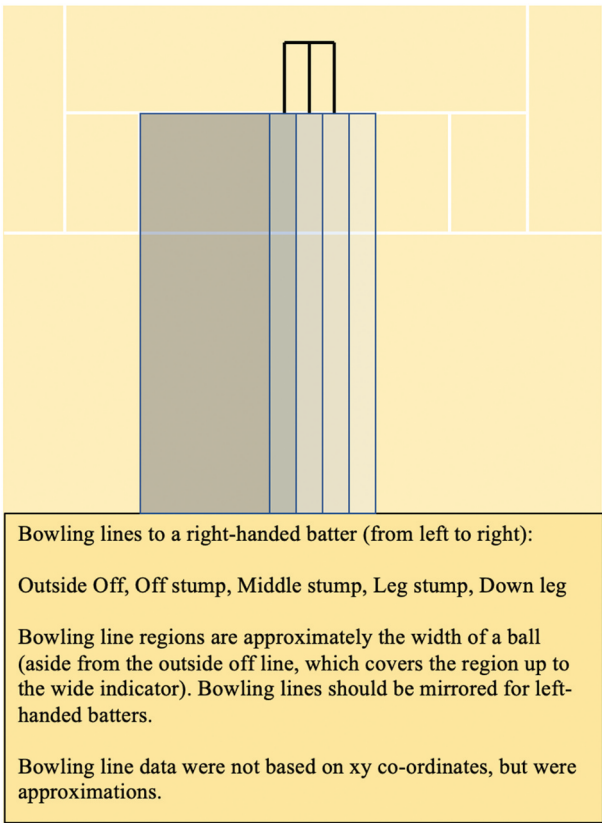 Bowling lines to a right-handed batter (from left to right):
Outside Off, Off stump, Middle stump, Leg stump, Down leg
Bowling line regions are approximately the width of a ball
(aside from the outside off line, which covers the region up to
the wide indicator). Bowling lines should be mirrored for left-
handed batters.
Bowling line data were not based on xy co-ordinates, but were
approximations.